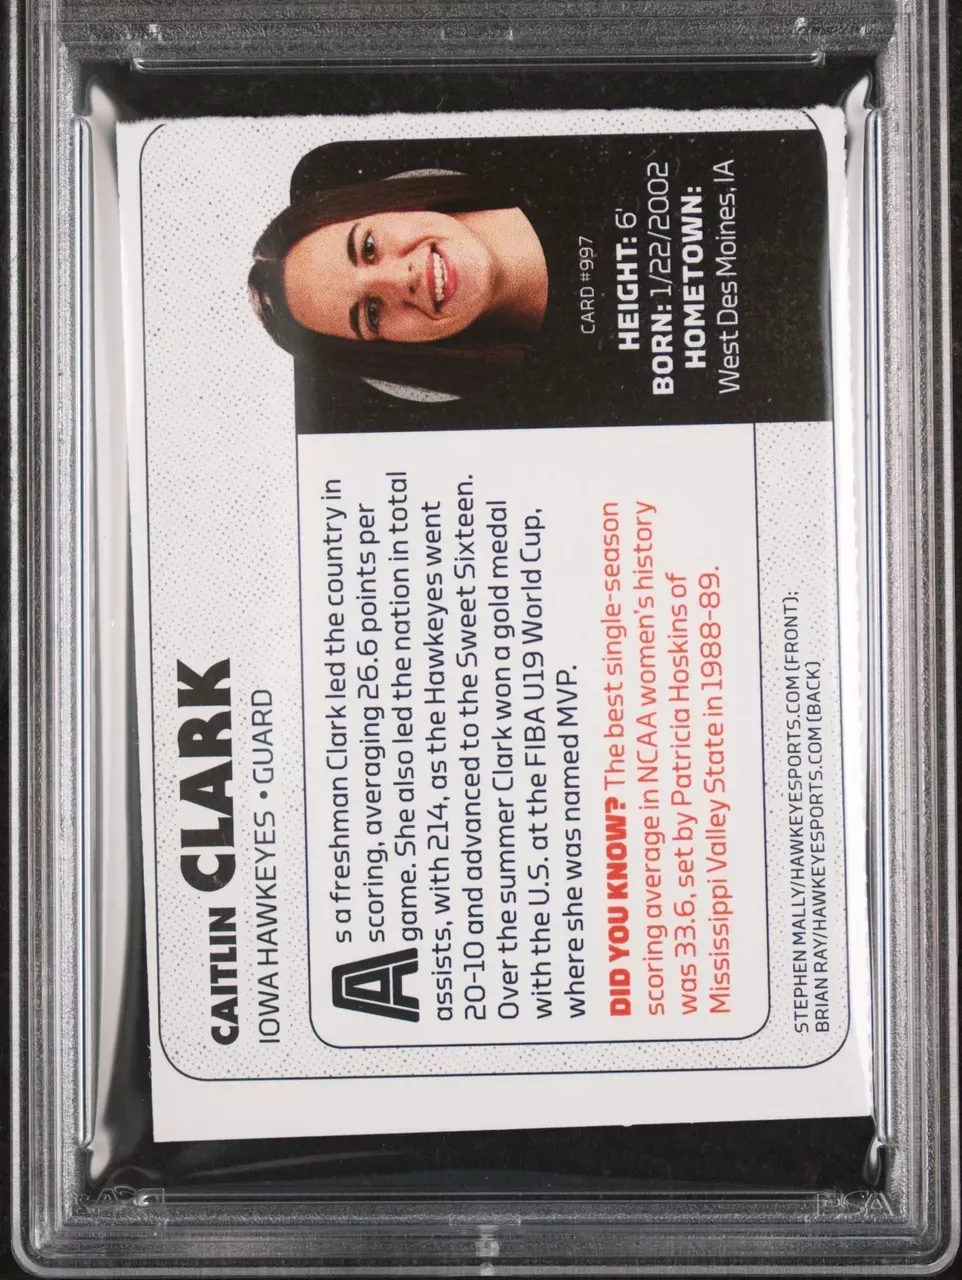 CAITLIN CLARK
IOWA HAWKEYES • GUARD
As a freshman Clark led the country in
scoring, averaging 26.6 points per
game. She also led the nation in total
assists, with 214, as the Hawkeyes went
20-10 and advanced to the Sweet Sixteen.
Over the summer Clark won a gold medal
with the U.S. at the FIBA U19 World Cup,
where she was named MVP.
DID YOU KNOW? The best single-season
scoring average in NCAA women's history
was 33.6, set by Patricia Hoskins of
Mississippi Valley State in 1988-89.
CARD #997
HEIGHT: 6'
BORN: 1/22/2002
HOMETOWN:
West Des Moines, IA
STEPHEN MALLY/HAWKEYESPORTS.COM (FRONT);
BRIAN RAY/HAWKEYESPORTS.COM (BACK)
PSA
PSA